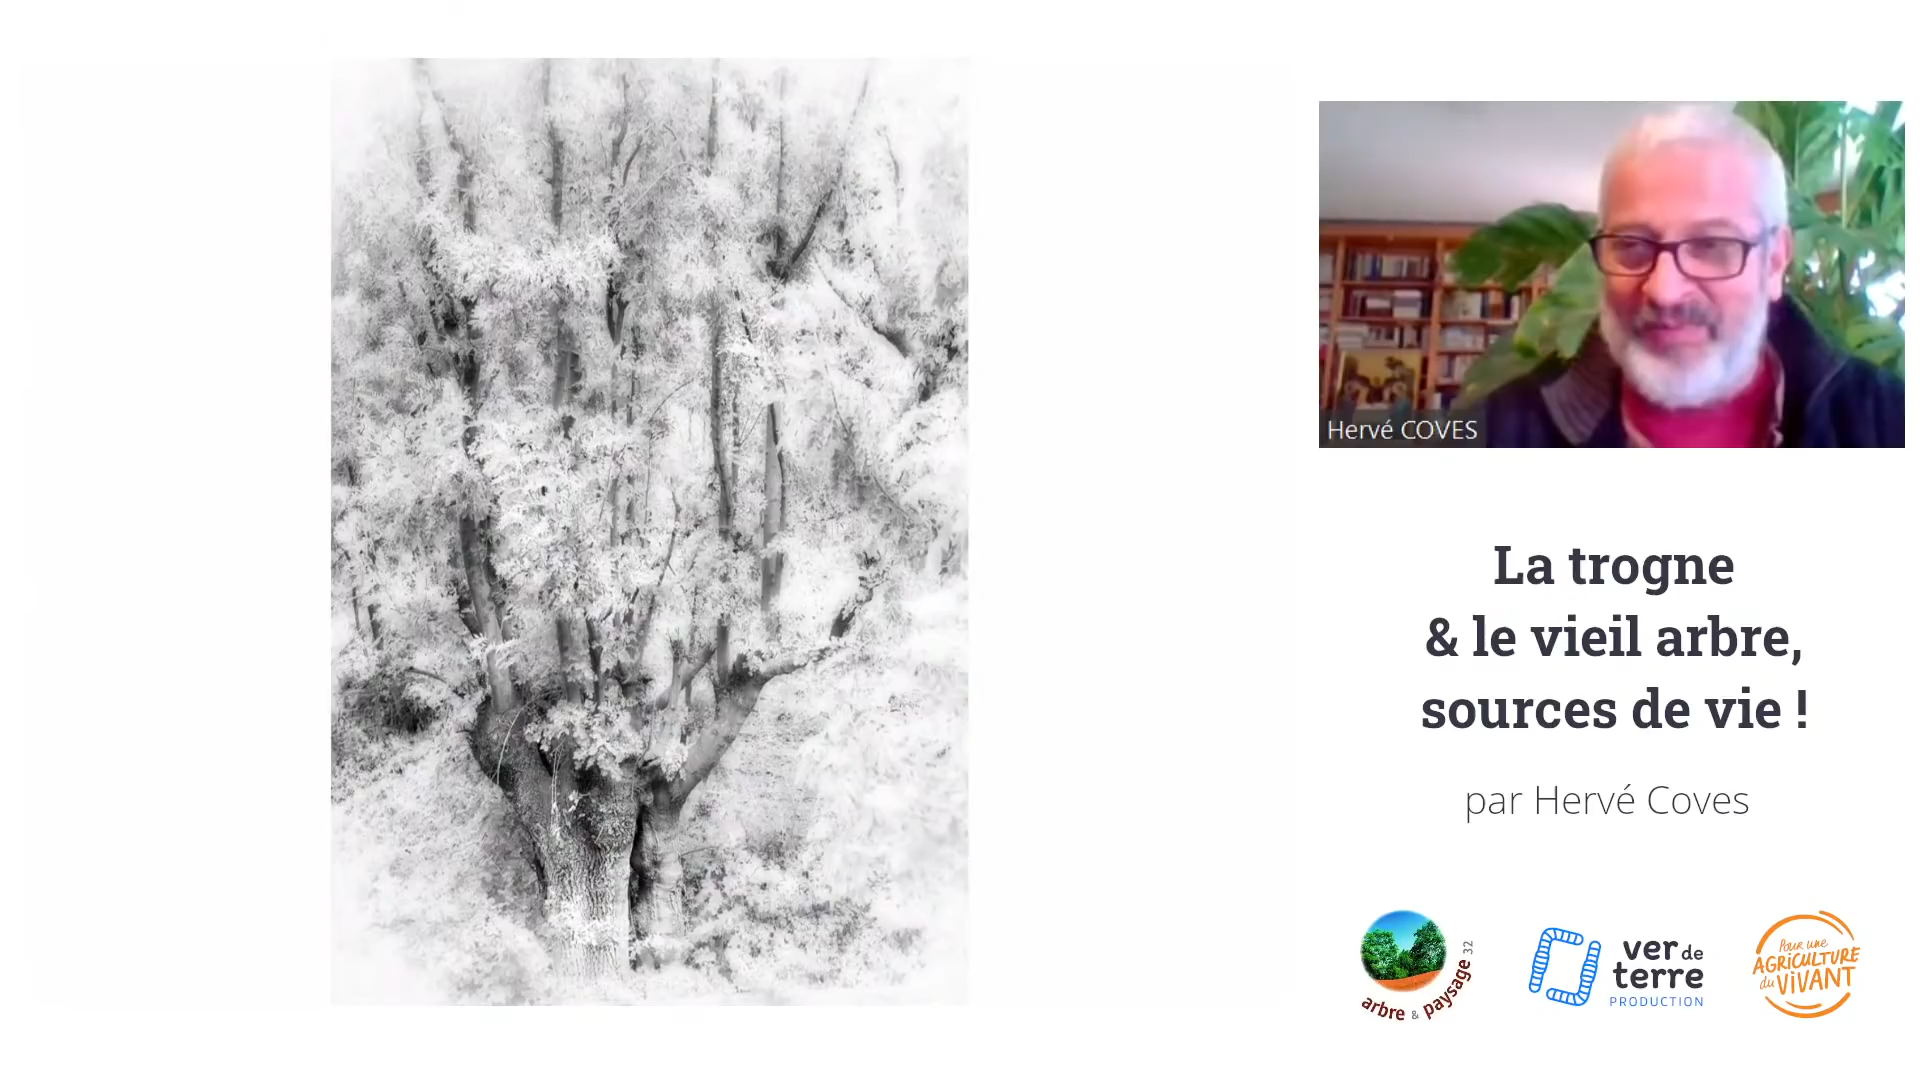 Hervé COVES
La trogne
& le vieil arbre,
sources de vie !
par Hervé Coves
arbre & paysage 32
ver de
terre
PRODUCTION
Pour une
AGRiCULTURE
du ViVANT